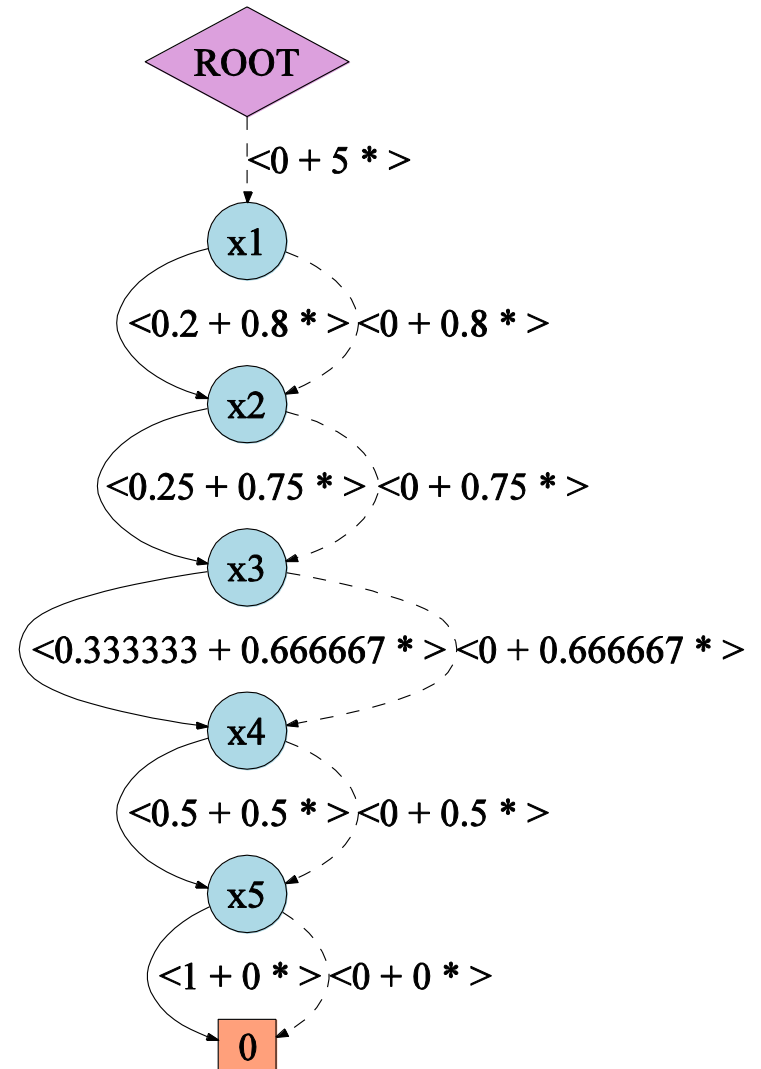 ROOT
<0 + 5 * >
x1
<0.2 + 0.8 * > <0 + 0.8 * >
x2
<0.25 + 0.75 * > <0 + 0.75 * >
x3
<0.333333 + 0.666667 * > <0 + 0.666667 * >
x4
<0.5 + 0.5 * > <0 + 0.5 * >
x5
<1 + 0 * > <0 + 0 * >
0